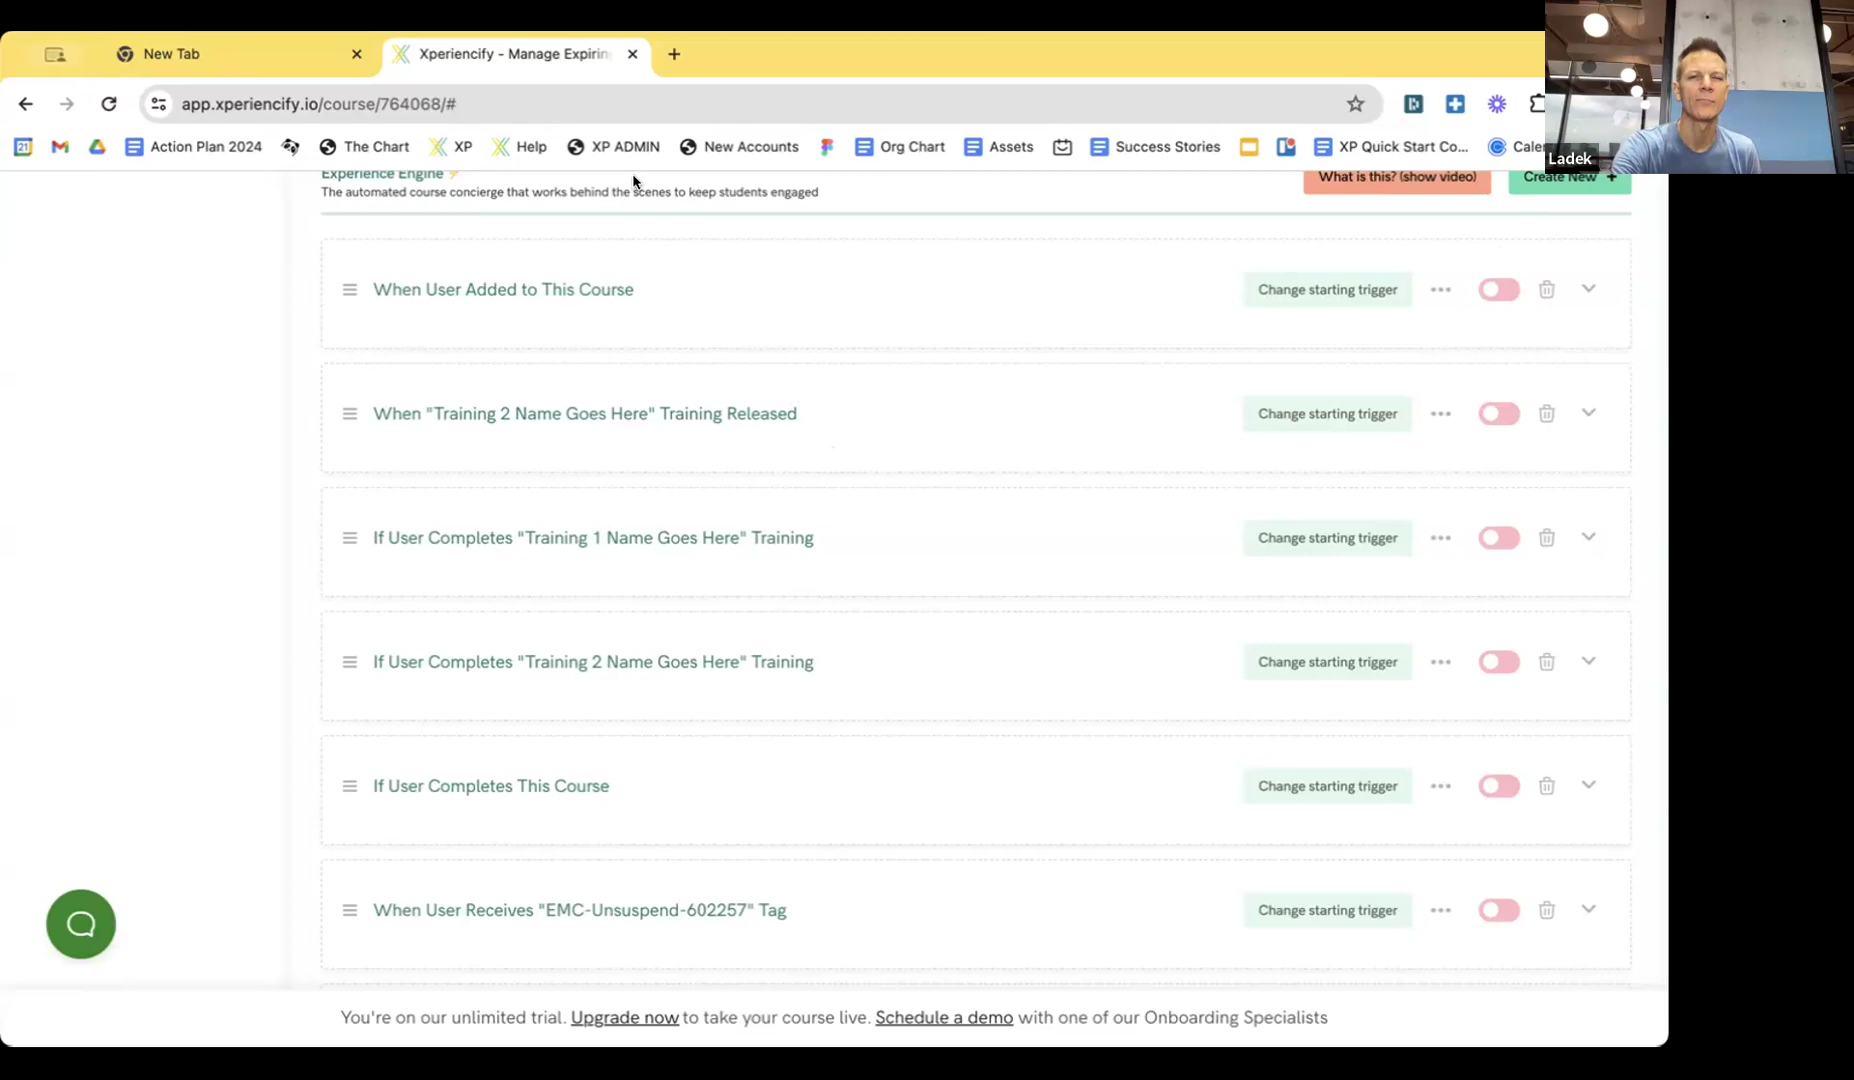 New Tab
Xperiencify - Manage Expirin
app.xperiencify.io/course/764068/#
21
Action Plan 2024
The Chart
XP
Help
XP ADMIN
New Accounts
Org Chart
Assets
Success Stories
XP Quick Start Co...
Calen
Ladek
Experience Engine
The automated course concierge that works behind the scenes to keep students engaged
What is this? (show video)
Create New +
When User Added to This Course
Change starting trigger
When "Training 2 Name Goes Here" Training Released
Change starting trigger
If User Completes "Training 1 Name Goes Here" Training
Change starting trigger
If User Completes "Training 2 Name Goes Here" Training
Change starting trigger
If User Completes This Course
Change starting trigger
When User Receives "EMC-Unsuspend-602257" Tag
Change starting trigger
You're on our unlimited trial. Upgrade now to take your course live. Schedule a demo with one of our Onboarding Specialists